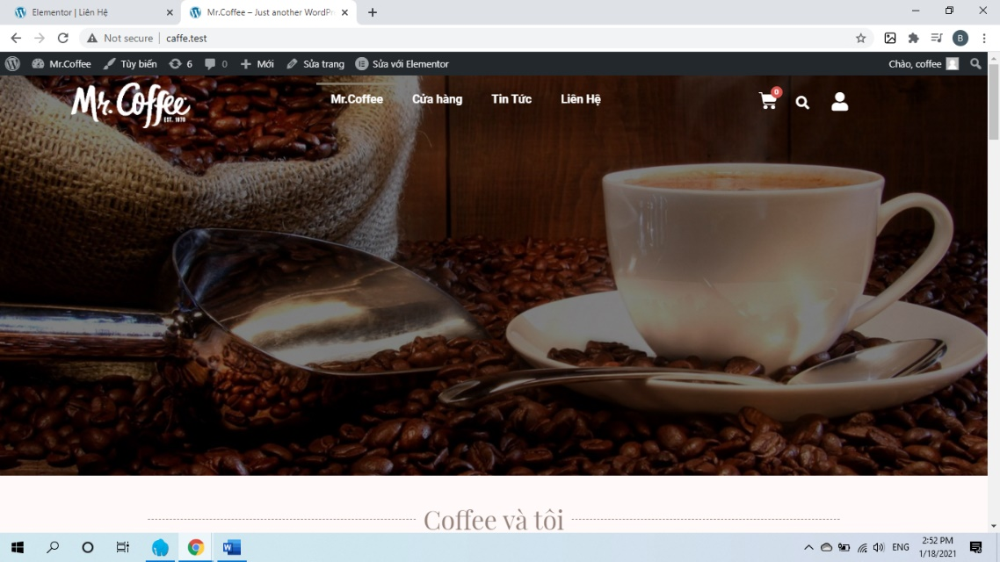 Elementor | Liên Hệ
Mr.Coffee – Just another WordPre
Not secure | caffe.test
B
Mr.Coffee Tùy biến 6 0 Mới Sửa trang Sửa với Elementor Chào, coffee
Mr. Coffee
EST. 1970
Mr.Coffee Cửa hàng Tin Tức Liên Hệ 0
Coffee và tôi
ENG
2:52 PM
1/18/2021